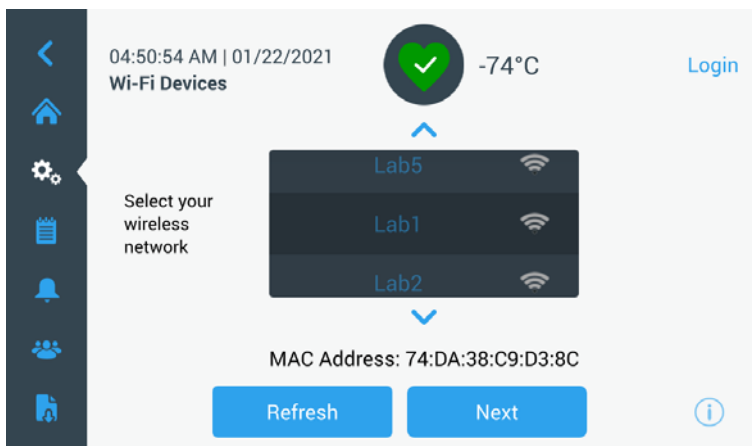 04:50:54 AM | 01/22/2021
Wi-Fi Devices
-74°C
Login
Select your
wireless
network
Lab5
Lab1
Lab2
MAC Address: 74:DA:38:C9:D3:8C
Refresh
Next